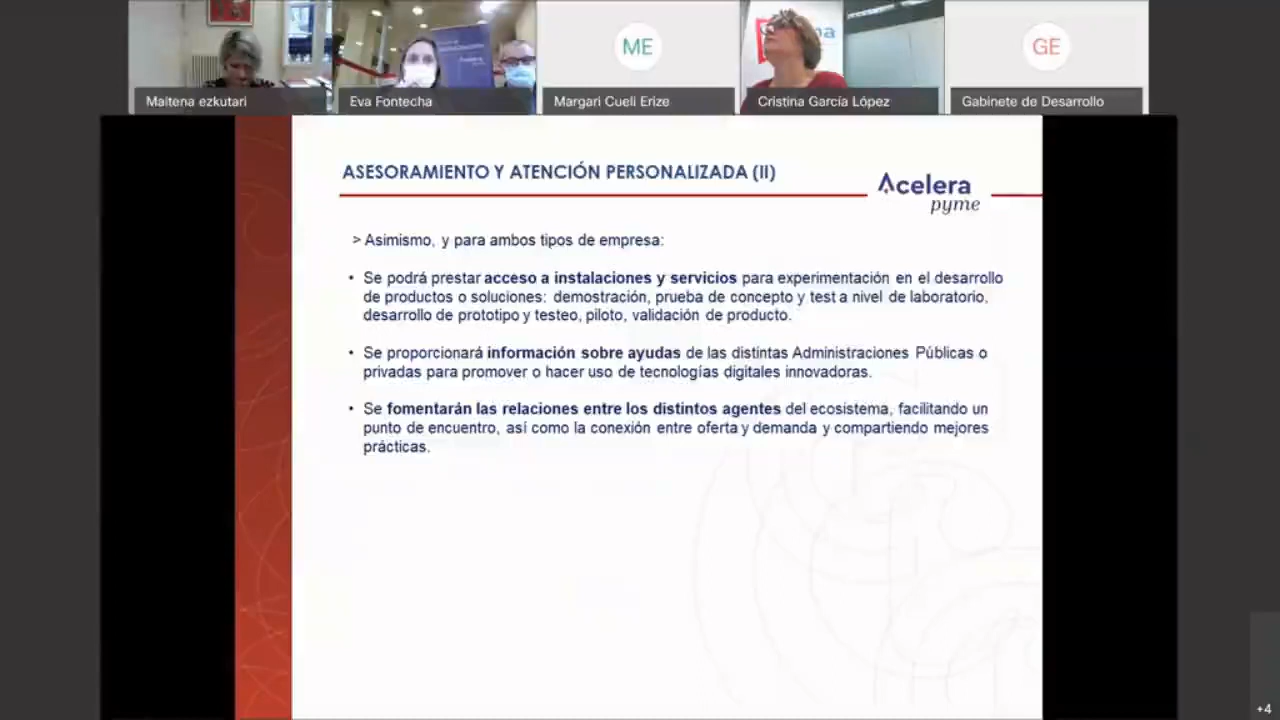 ME
GE
Maitena ezkutari
Eva Fontecha
Margari Cueli Erize
Cristina García López
Gabinete de Desarrollo
ASESORAMIENTO Y ATENCIÓN PERSONALIZADA (II)
Acelera
pyme
> Asimismo, y para ambos tipos de empresa:
• Se podrá prestar acceso a instalaciones y servicios para experimentación en el desarrollo
de productos o soluciones: demostración, prueba de concepto y test a nivel de laboratorio,
desarrollo de prototipo y testeo, piloto, validación de producto.
• Se proporcionará información sobre ayudas de las distintas Administraciones Públicas o
privadas para promover o hacer uso de tecnologías digitales innovadoras.
• Se fomentarán las relaciones entre los distintos agentes del ecosistema, facilitando un
punto de encuentro, así como la conexión entre oferta y demanda y compartiendo mejores
prácticas.
+4